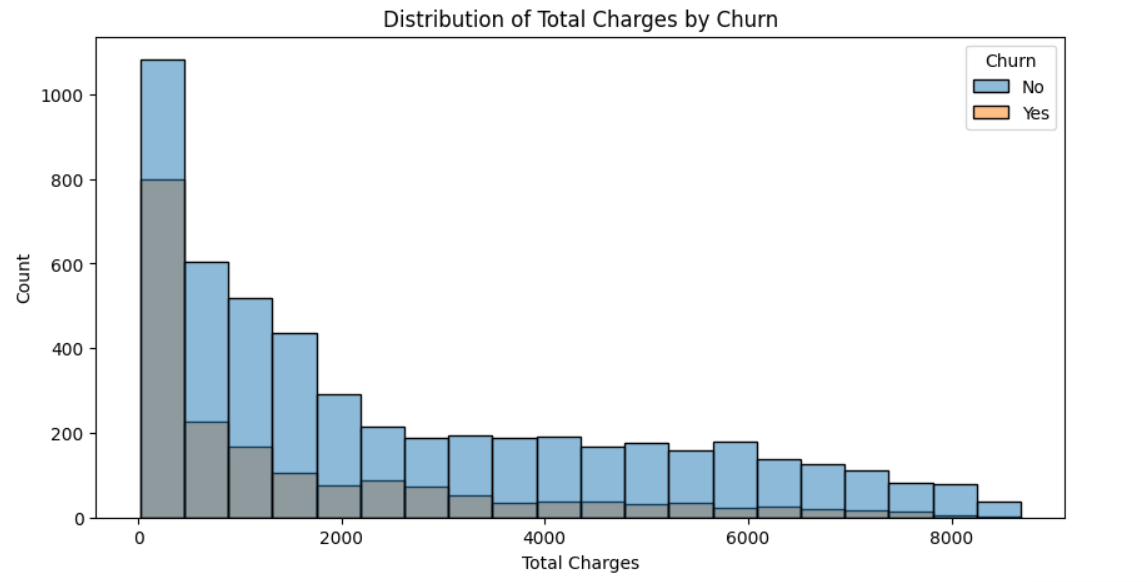 Distribution of Total Charges by Churn
Churn
No
Yes
1000
800
600
400
200
0
Count
0 2000 4000 6000 8000
Total Charges